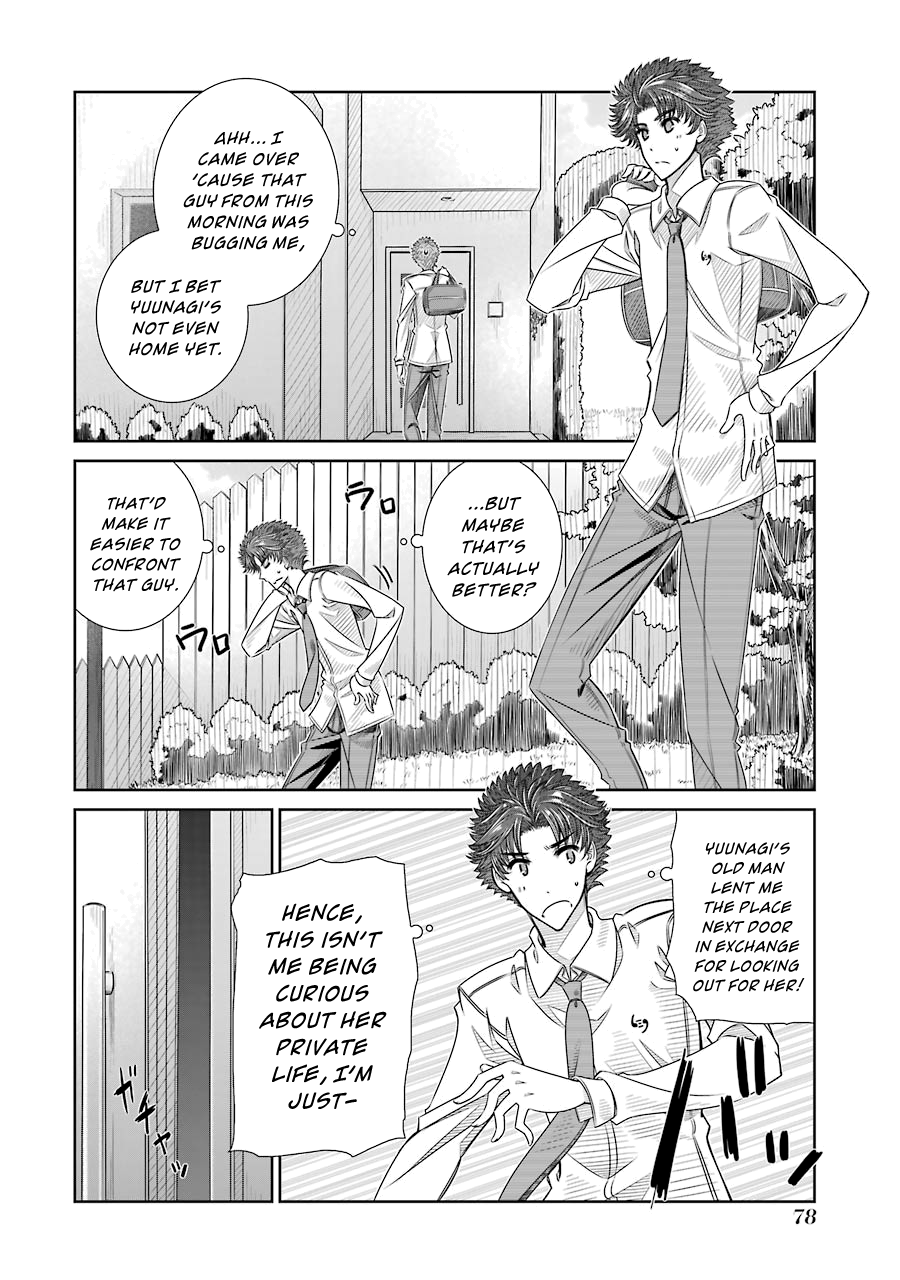 AHH... I
CAME OVER
'CAUSE THAT
GUY FROM THIS
MORNING WAS
BUGGING ME,
BUT I BET
YUUNAGI'S
NOT EVEN
HOME YET.
...BUT
MAYBE
THAT'S
ACTUALLY
BETTER?
ウロ
ウロ
THAT'D
MAKE IT
EASIER TO
CONFRONT
THAT GUY.
YUUNAGI'S
OLD MAN
LENT ME
THE PLACE
NEXT DOOR
IN EXCHANGE
FOR LOOKING
OUT FOR HER!
HENCE,
THIS ISN'T
ME BEING
CURIOUS
ABOUT HER
PRIVATE
LIFE, I'M
JUST-
ガチャッ
78